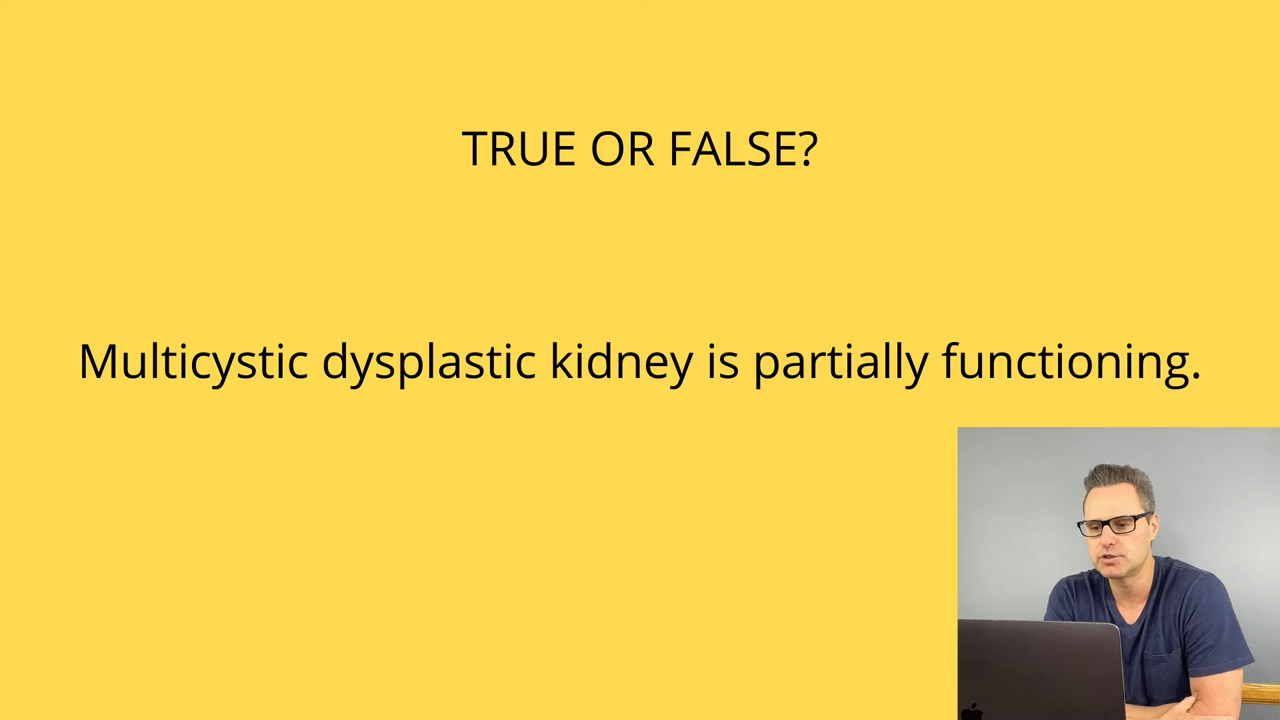 TRUE OR FALSE?
Multicystic dysplastic kidney is partially functioning.